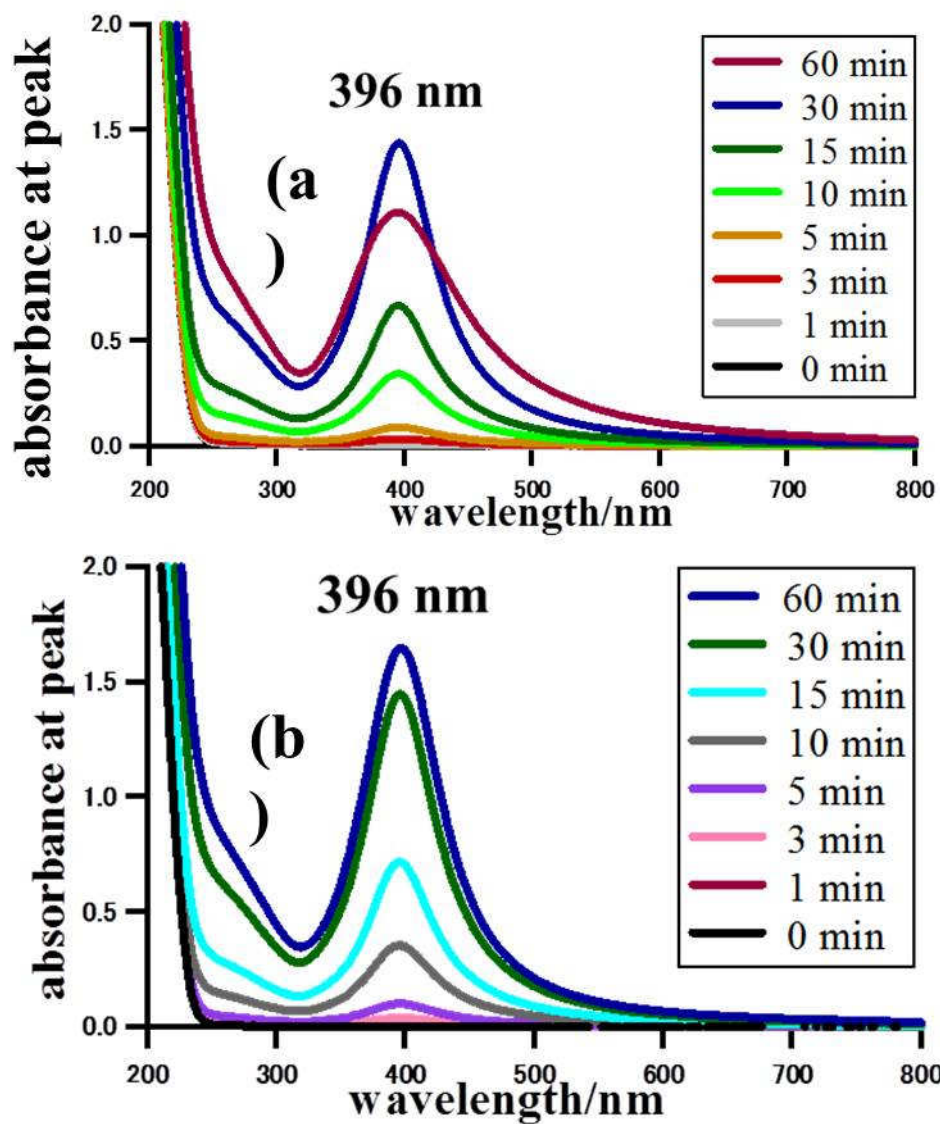 absorbance at peak
2.0
1.5
1.0
0.5
0.0
396 nm
(a
)
60 min
30 min
15 min
10 min
5 min
3 min
1 min
0 min
200 300 400 500 600 700 800
wavelength/nm
absorbance at peak
2.0
1.5
1.0
0.5
0.0
396 nm
(b
)
60 min
30 min
15 min
10 min
5 min
3 min
1 min
0 min
200 300 400 500 600 700 800
wavelength/nm